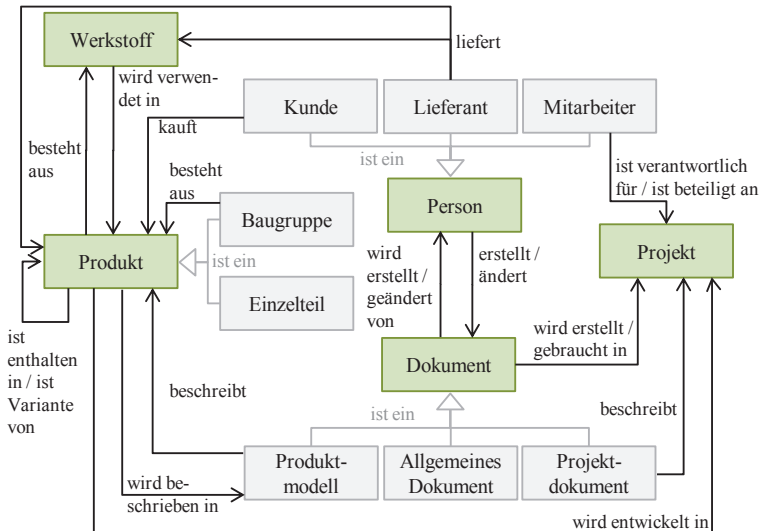 Werkstoff
liefert
wird verwen-
det in
Kunde
Lieferant
Mitarbeiter
kauft
besteht
aus
ist ein
besteht
aus
ist verantwortlich
für / ist beteiligt an
Baugruppe
Person
Produkt
ist ein
wird
erstellt /
geändert
von
erstellt /
ändert
Projekt
Einzelteil
ist
enthalten
in / ist
Variante
von
wird erstellt /
gebraucht in
Dokument
beschreibt
ist ein
beschreibt
Produkt-
modell
Allgemeines
Dokument
Projekt-
dokument
wird be-
schrieben in
wird entwickelt in